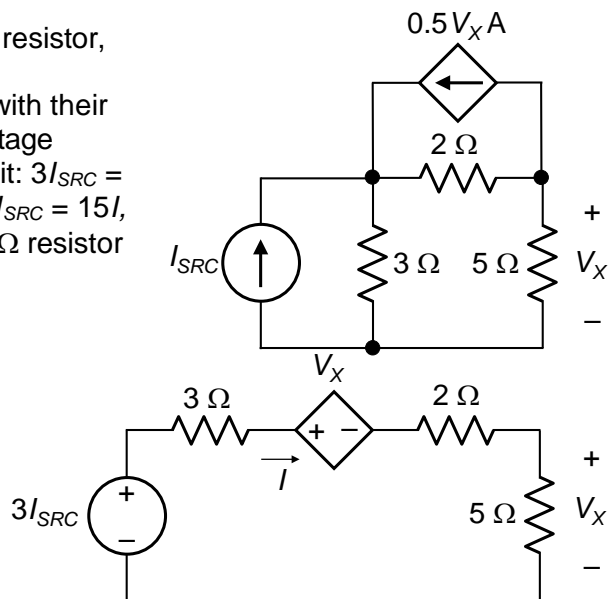 resistor,
with their
tage
it: 3I_SRC =
I_SRC = 15I,
Ω resistor
0.5V_X A
2 Ω
I_SRC
3 Ω
5 Ω
+
V_X
–
V_X
3 Ω
+ –
2 Ω
I
3I_SRC
+
–
5 Ω
+
V_X
–